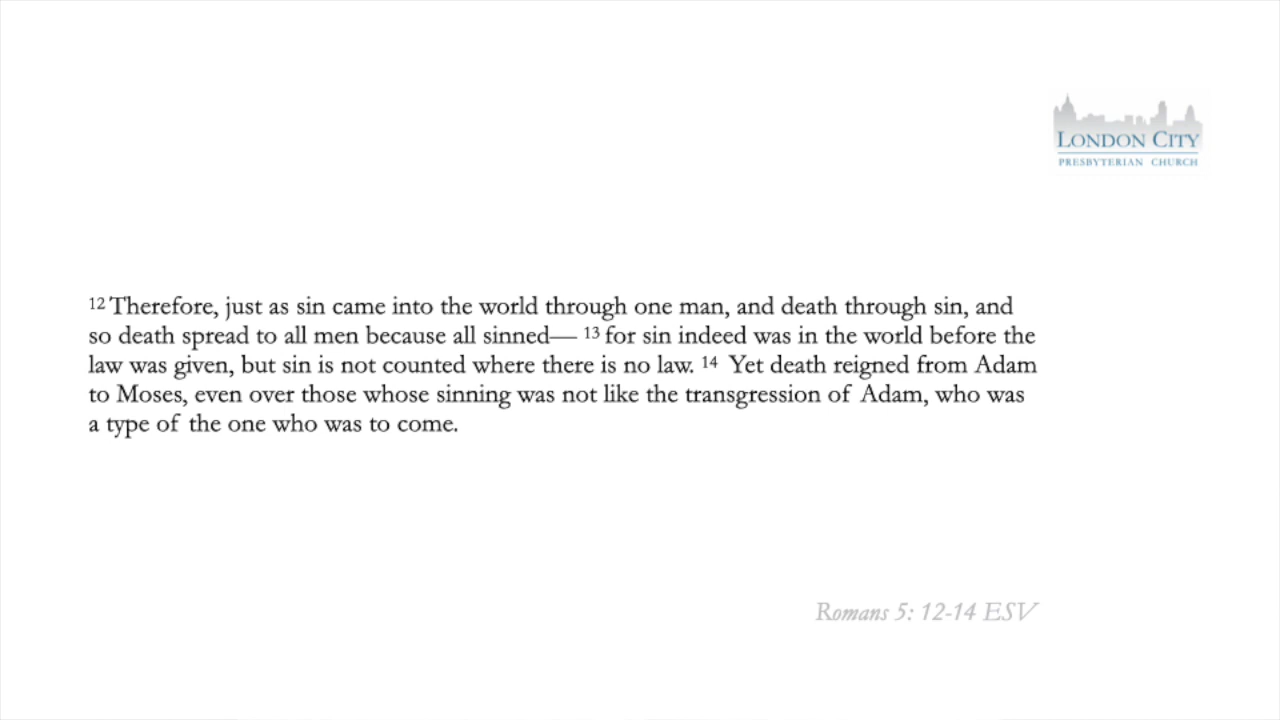 LONDON CITY
PRESBYTERIAN CHURCH
12 Therefore, just as sin came into the world through one man, and death through sin, and
so death spread to all men because all sinned— 13 for sin indeed was in the world before the
law was given, but sin is not counted where there is no law. 14 Yet death reigned from Adam
to Moses, even over those whose sinning was not like the transgression of Adam, who was
a type of the one who was to come.
Romans 5: 12-14 ESV